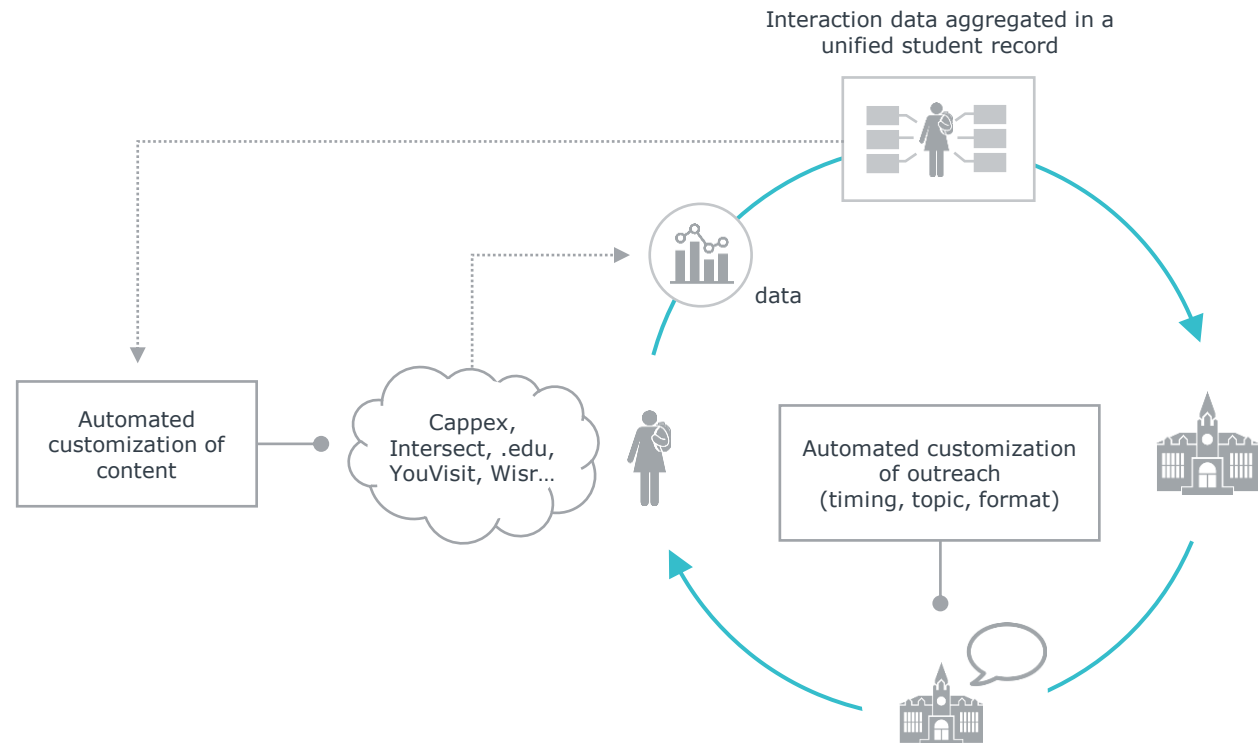 Interaction data aggregated in a
unified student record
data
Automated
customization of
content
Cappex,
Intersect, .edu,
YouVisit, Wisr…
Automated customization
of outreach
(timing, topic, format)